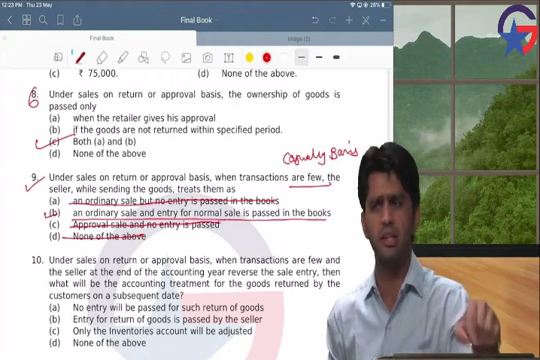 12:23 PM Thu 23 May
Final Book
28%
Final Book
Image (2)
(c) ₹ 75,000. (d) None of the above.
8. Under sales on return or approval basis, the ownership of goods is
6
passed only
(a) when the retailer gives his approval
(b) if the goods are not returned within specified period.
(c) Both (a) and (b)
(d) None of the above
Casualty Basis
9. Under sales on return or approval basis, when transactions are few, the
seller, while sending the goods, treats them as
(a) an ordinary sale but no entry is passed in the books
(b) an ordinary sale and entry for normal sale is passed in the books
(c) Approval sale and no entry is passed
(d) None of the above
10. Under sales on return or approval basis, when transactions are few and
the seller at the end of the accounting year reverse the sale entry, then
what will be the accounting treatment for the goods returned by the
customers on a subsequent date?
(a) No entry will be passed for such return of goods
(b) Entry for return of goods is passed by the seller
(c) Only the Inventories account will be adjusted
(d) None of the above